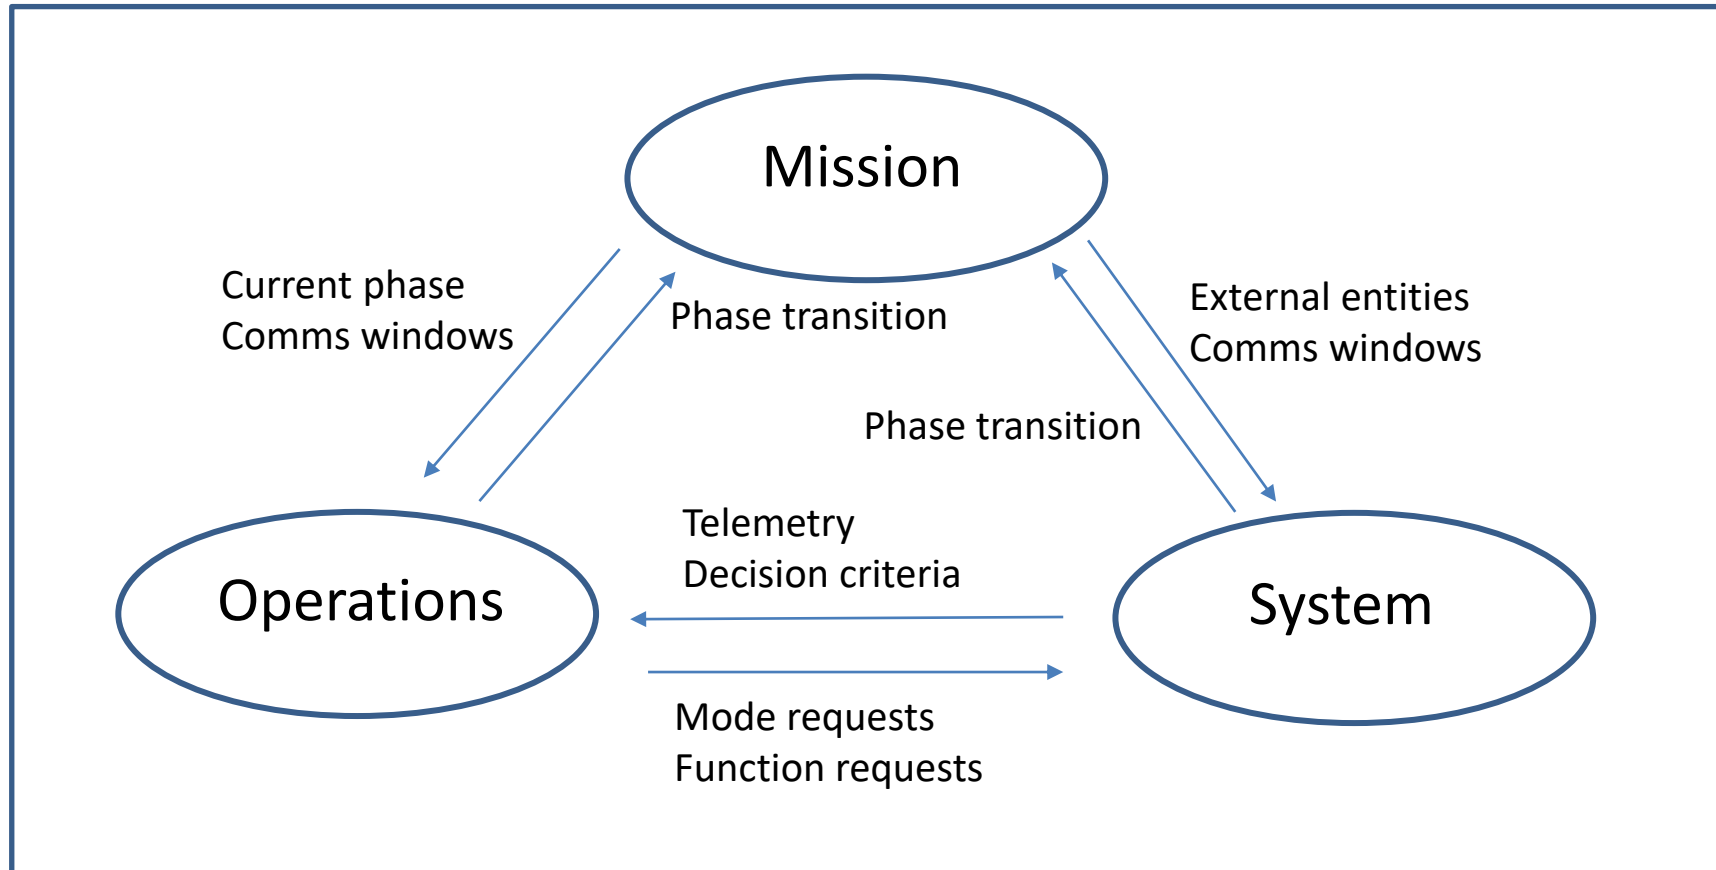 Mission
Current phase
Comms windows
Phase transition
External entities
Comms windows
Phase transition
Telemetry
Decision criteria
Operations
System
Mode requests
Function requests